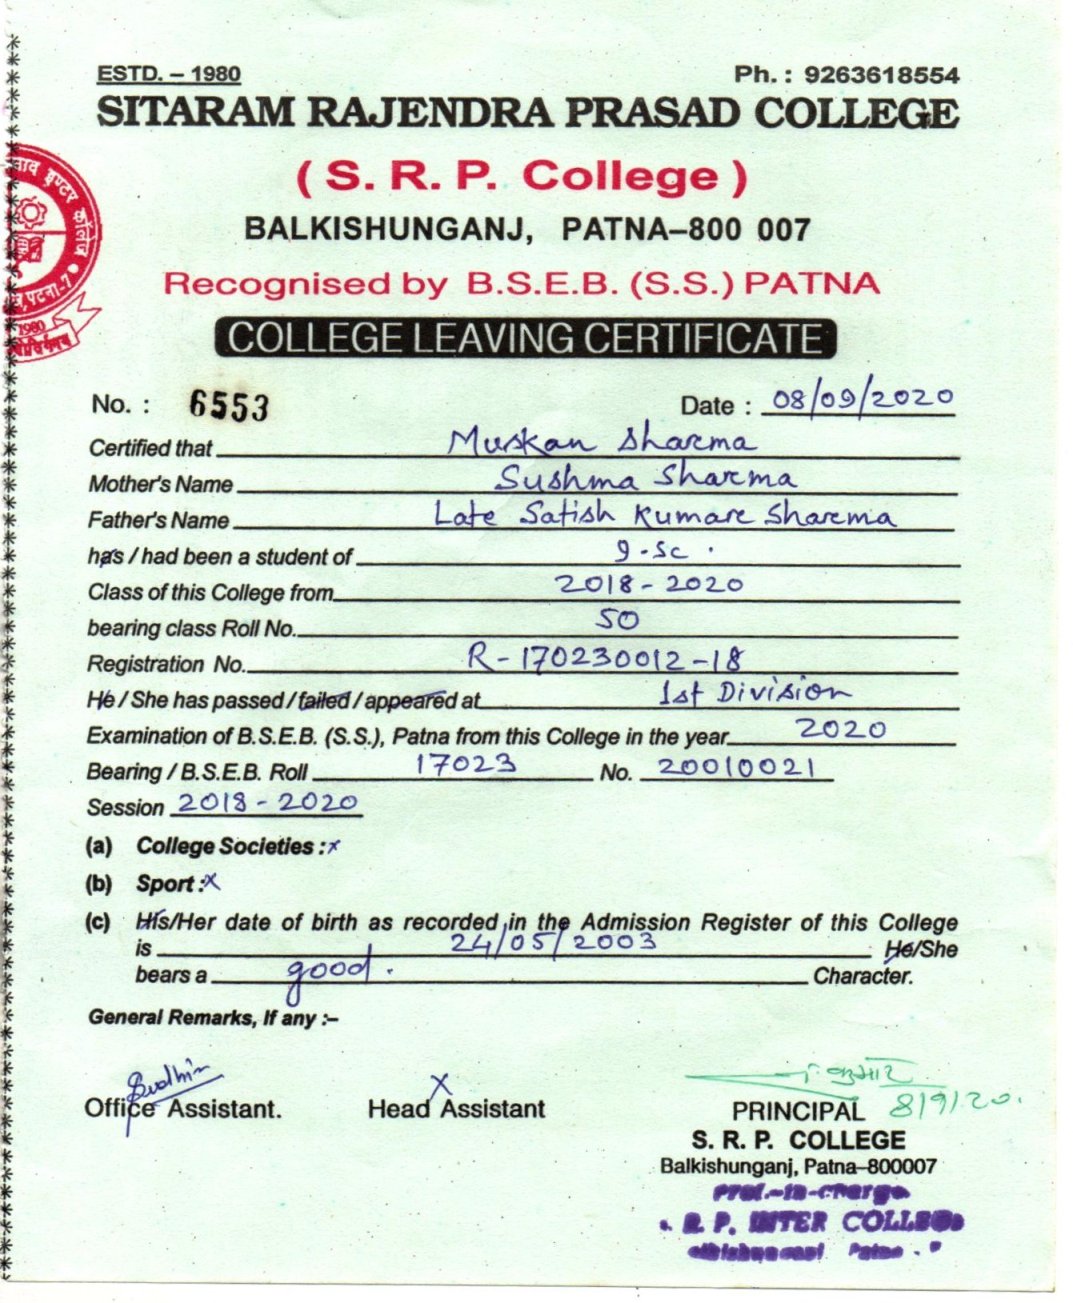 ESTD. – 1980 Ph. : 9263618554
SITARAM RAJENDRA PRASAD COLLEGE
( S. R. P. College )
BALKISHUNGANJ, PATNA–800 007
Recognised by B.S.E.B. (S.S.) PATNA
COLLEGE LEAVING CERTIFICATE
इण्टर कॉलेज
पटना-7
1980
No. : 6553 Date : 08/09/2020
Certified that Muskan Sharma
Mother's Name Sushma Sharma
Father's Name Late Satish Kumar Sharma
has / had been a student of I.Sc.
Class of this College from 2018-2020
bearing class Roll No. 50
Registration No. R-170230012-18
He / She has passed / failed / appeared at 1st Division
Examination of B.S.E.B. (S.S.), Patna from this College in the year 2020
Bearing / B.S.E.B. Roll 17023 No. 20010021
Session 2018-2020
(a) College Societies : x
(b) Sport : x
(c) His/Her date of birth as recorded in the Admission Register of this College
is 24/05/2003 He/She
bears a good. Character.
General Remarks, If any :–
Office Assistant. Head Assistant
8/9/20.
PRINCIPAL
S. R. P. COLLEGE
Balkishunganj, Patna–800007
Prof.-in-charge
R. P. INTER COLLEGE
Patna